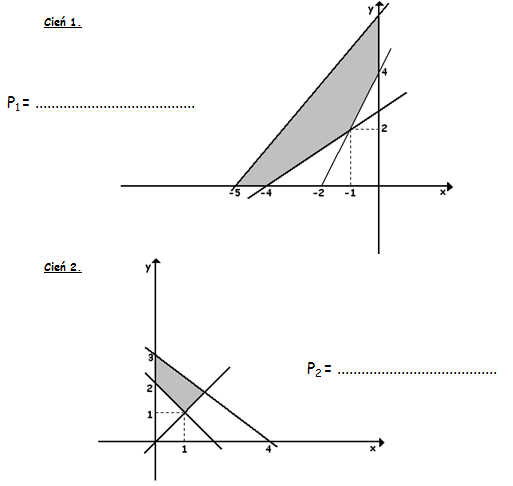 Cień 1.
y
P1 = ........................................
4
2
-5 -4 -2 -1 x
Cień 2.
y
3
P2 = ........................................
2
1
1 4 x